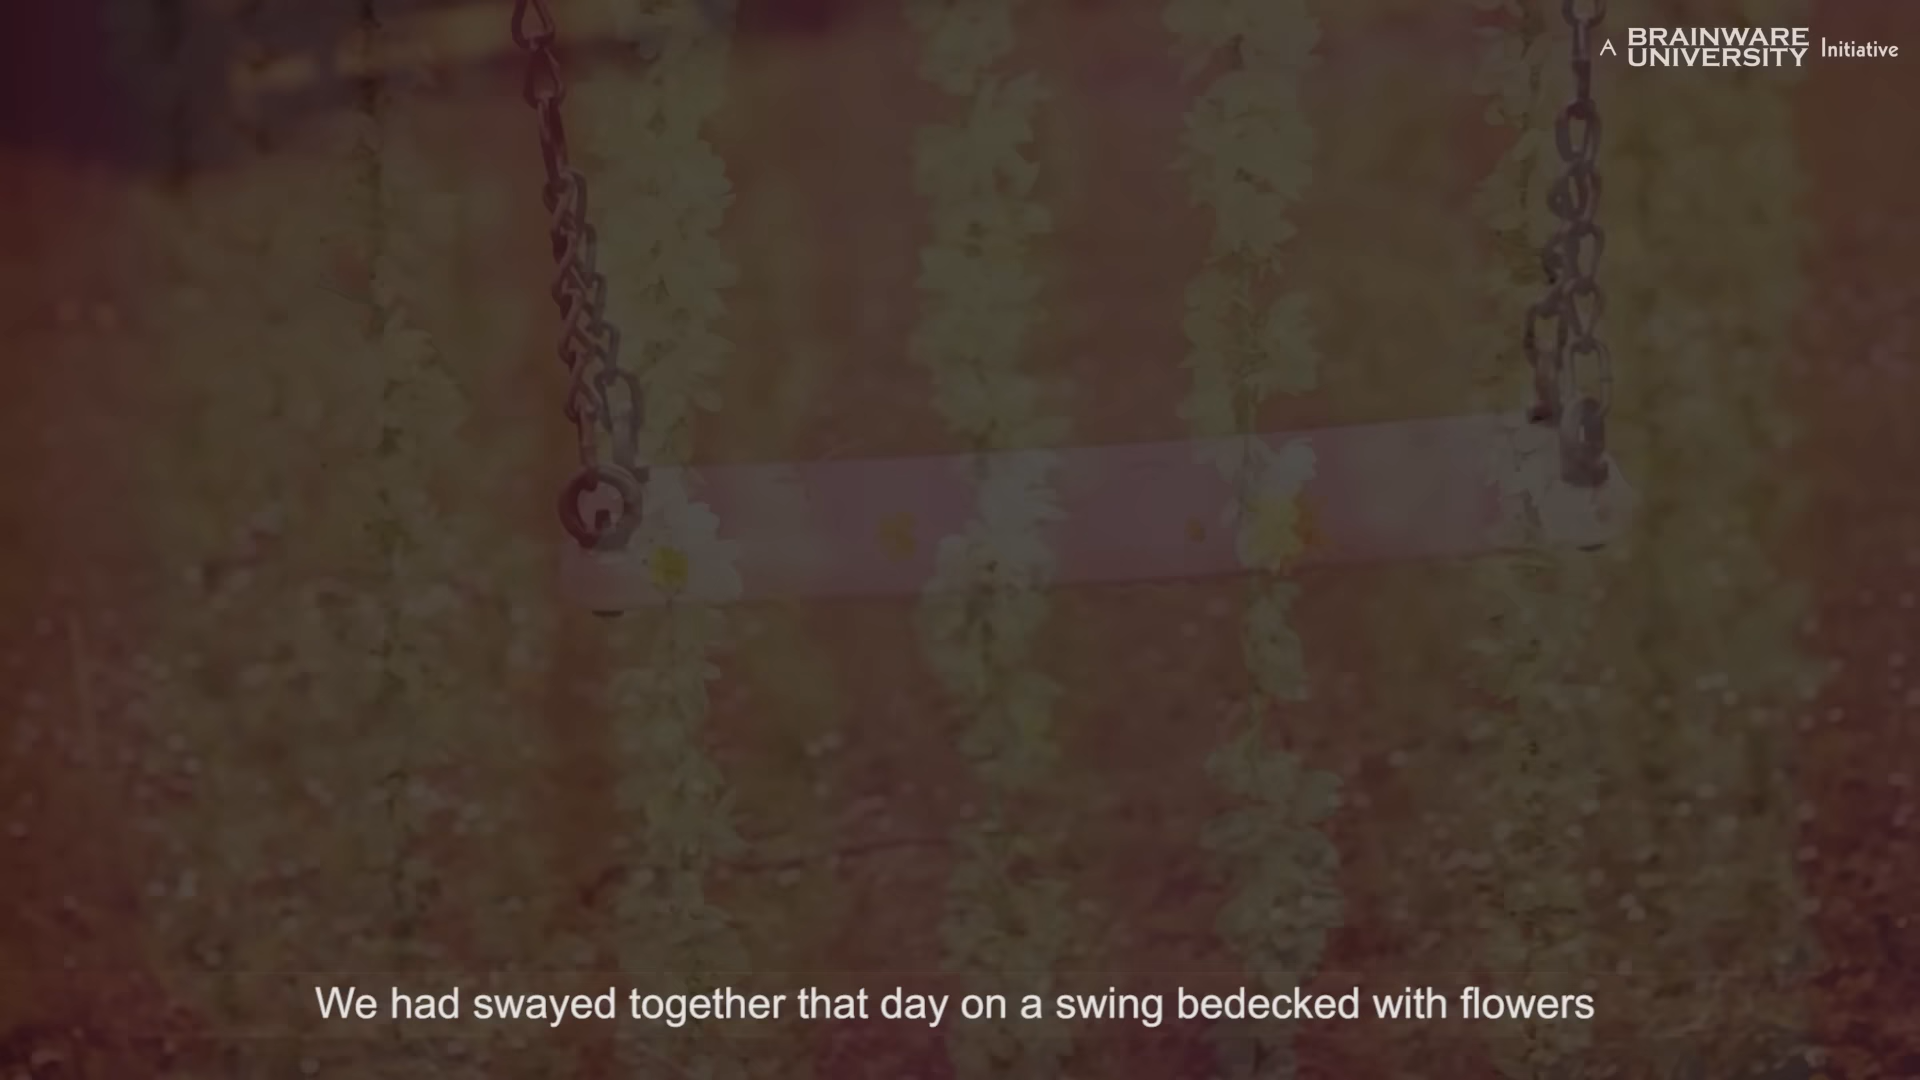 A BRAINWARE UNIVERSITY Initiative
We had swayed together that day on a swing bedecked with flowers